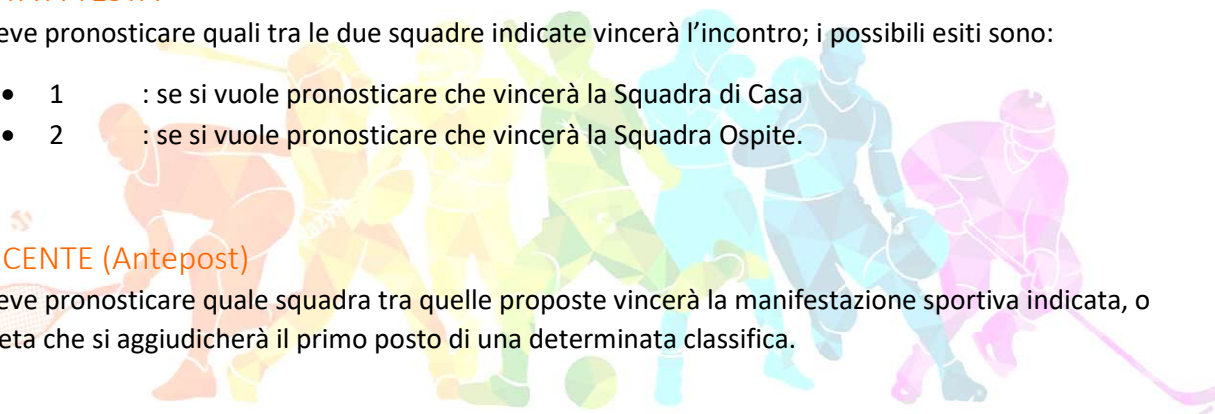 eve pronosticare quali tra le due squadre indicate vincerà l’incontro; i possibili esiti sono:
• 1 : se si vuole pronosticare che vincerà la Squadra di Casa
• 2 : se si vuole pronosticare che vincerà la Squadra Ospite.
CENTE (Antepost)
eve pronosticare quale squadra tra quelle proposte vincerà la manifestazione sportiva indicata, o
eta che si aggiudicherà il primo posto di una determinata classifica.